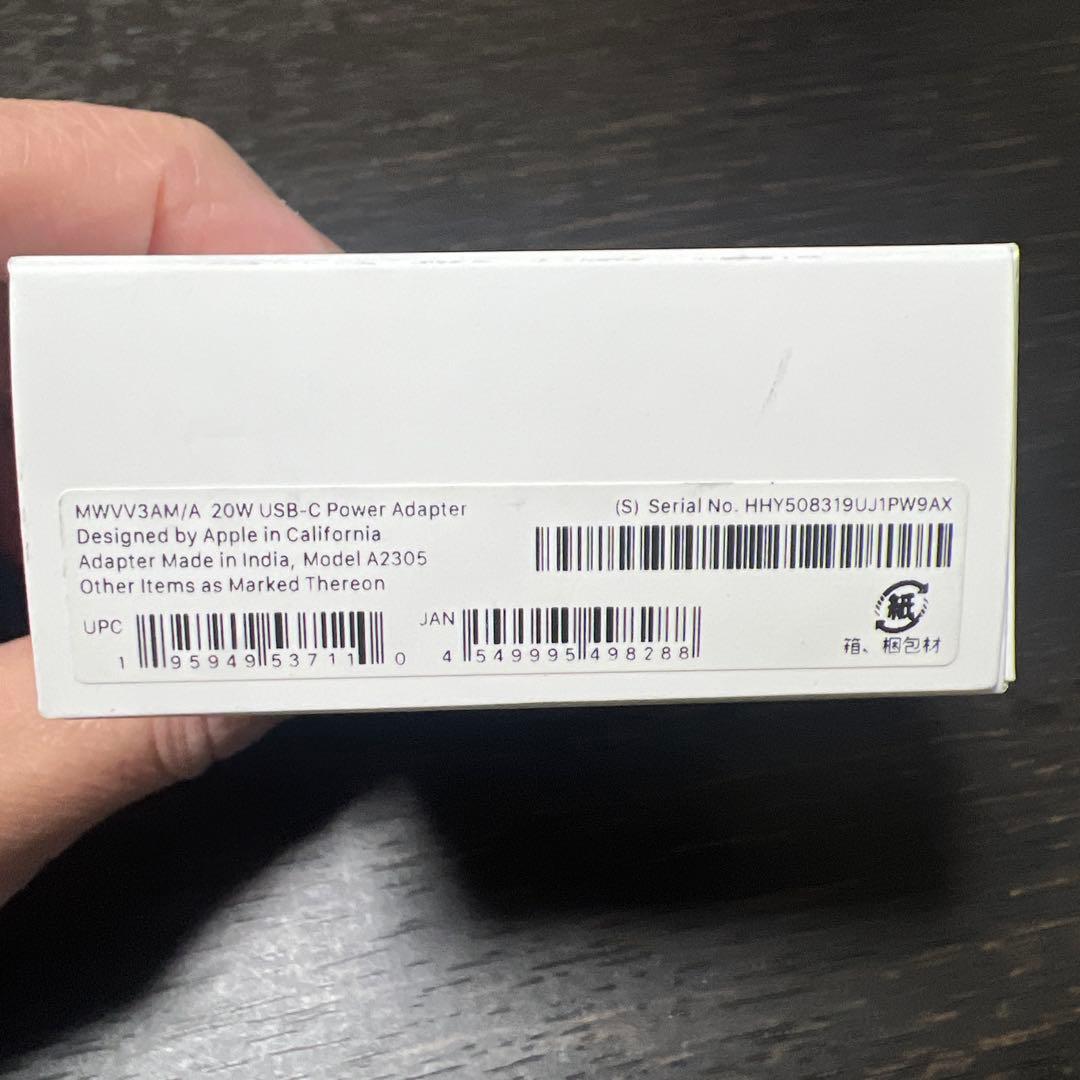 MWVV3AM/A 20W USB-C Power Adapter
Designed by Apple in California
Adapter Made in India, Model A2305
Other Items as Marked Thereon
(S) Serial No. HHY508319UJ1PW9AX
UPC
1 95949 53711 0
JAN
4 549995 498288
紙
箱、梱包材